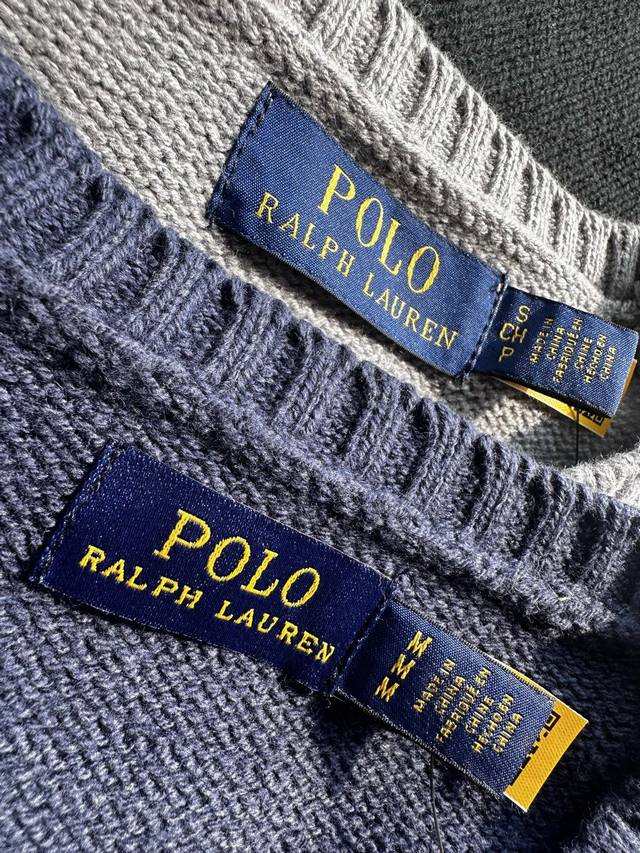 POLO
RALPH LAUREN
S
CH
P
MADE IN
CHINA
FABRIQUÉ EN
CHINE
HECHO EN
CHINA
POLO
RALPH LAUREN
M
M
M
MADE IN
CHINA
FABRIQUÉ EN
CHINE
HECHO EN
CHINA